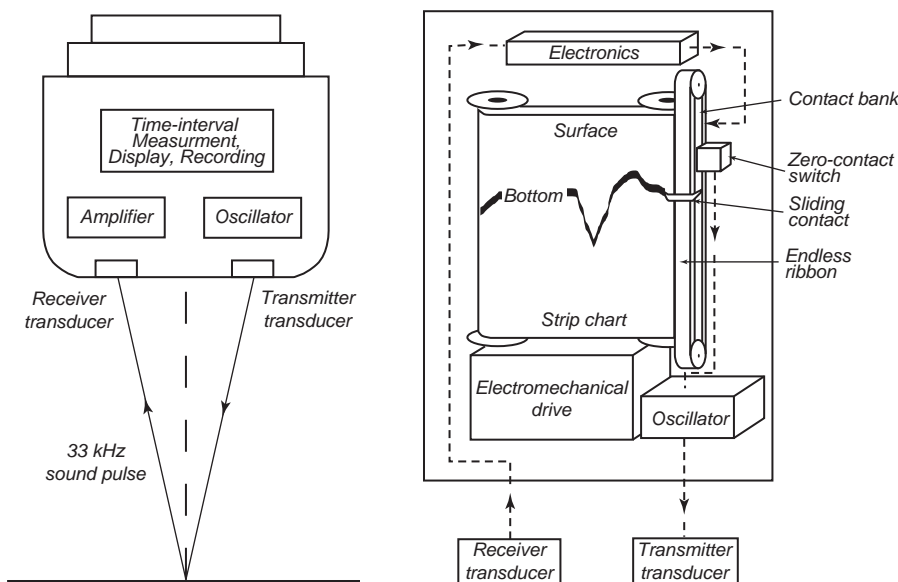 Time-interval
Measurment,
Display, Recording
Amplifier
Oscillator
Receiver
transducer
Transmitter
transducer
33 kHz
sound pulse
Electronics
Contact bank
Surface
Zero-contact
switch
Bottom
Sliding
contact
Endless
ribbon
Strip chart
Electromechanical
drive
Oscillator
Receiver
transducer
Transmitter
transducer